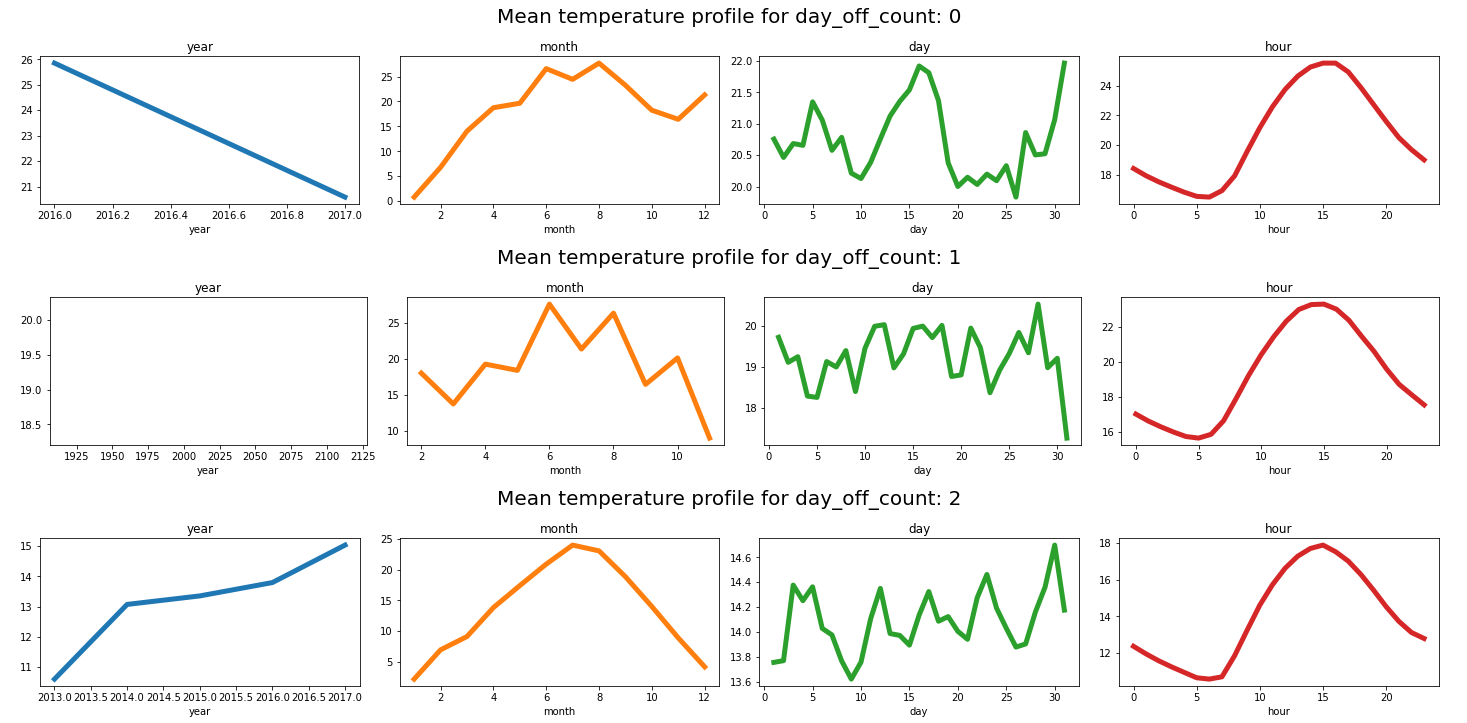 Mean temperature profile for day_off_count: 0
year month day hour
26 25 24 23 22 21
2016.0 2016.2 2016.4 2016.6 2016.8 2017.0
year
25 20 15 10 5 0
2 4 6 8 10 12
month
22.0 21.5 21.0 20.5 20.0
0 5 10 15 20 25 30
day
24 22 20 18
0 5 10 15 20
hour
Mean temperature profile for day_off_count: 1
year month day hour
20.0 19.5 19.0 18.5
1925 1950 1975 2000 2025 2050 2075 2100 2125
year
25 20 15 10
2 4 6 8 10
month
20 19 18
0 5 10 15 20 25 30
day
22 20 18 16
0 5 10 15 20
hour
Mean temperature profile for day_off_count: 2
year month day hour
15 14 13 12 11
2013.0 2013.5 2014.0 2014.5 2015.0 2015.5 2016.0 2016.5 2017.0
year
25 20 15 10 5
2 4 6 8 10 12
month
14.6 14.4 14.2 14.0 13.8 13.6
0 5 10 15 20 25 30
day
18 16 14 12
0 5 10 15 20
hour